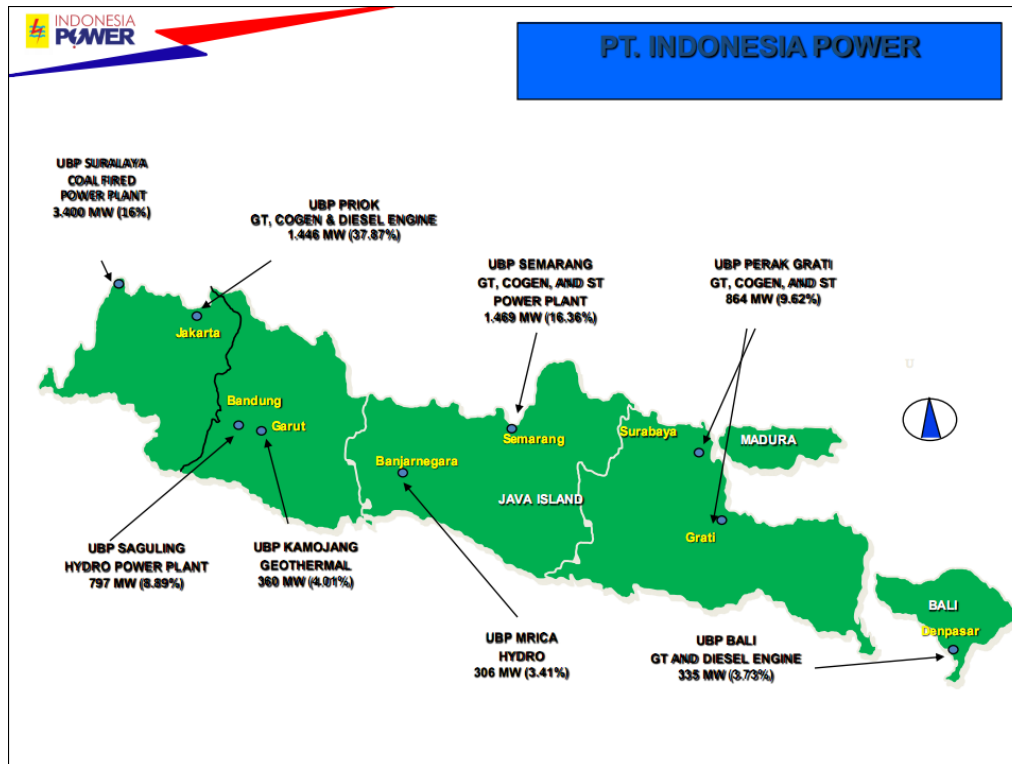 INDONESIA
POWER
PT. INDONESIA POWER
UBP SURALAYA
COAL FIRED
POWER PLANT
3.400 MW (16%)
UBP PRIOK
GT, COGEN & DIESEL ENGINE
1.446 MW (37.87%)
UBP SEMARANG
GT, COGEN, AND ST
POWER PLANT
1.469 MW (16.36%)
UBP PERAK GRATI
GT, COGEN, AND ST
864 MW (9.62%)
Jakarta
U
Bandung
Garut
Semarang
Surabaya
MADURA
Banjarnegara
JAVA ISLAND
Grati
UBP SAGULING
HYDRO POWER PLANT
797 MW (8.89%)
UBP KAMOJANG
GEOTHERMAL
360 MW (4.01%)
BALI
Denpasar
UBP MRICA
HYDRO
306 MW (3.41%)
UBP BALI
GT AND DIESEL ENGINE
335 MW (3.73%)